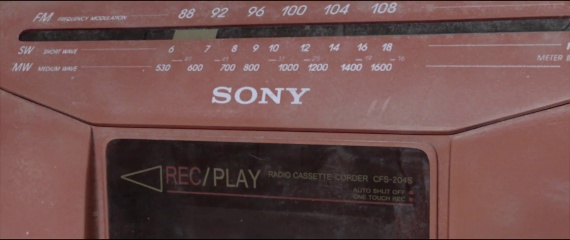 FM FREQUENCY MODULATION 88 92 96 100 104 108
SW SHORT WAVE 6 7 8 9 10 12 14 16 18
METER
MW MEDIUM WAVE 530 600 700 800 1000 1200 1400 1600
SONY
REC/PLAY RADIO CASSETTE-CORDER CFS-204S
AUTO SHUT OFF
ONE TOUCH REC